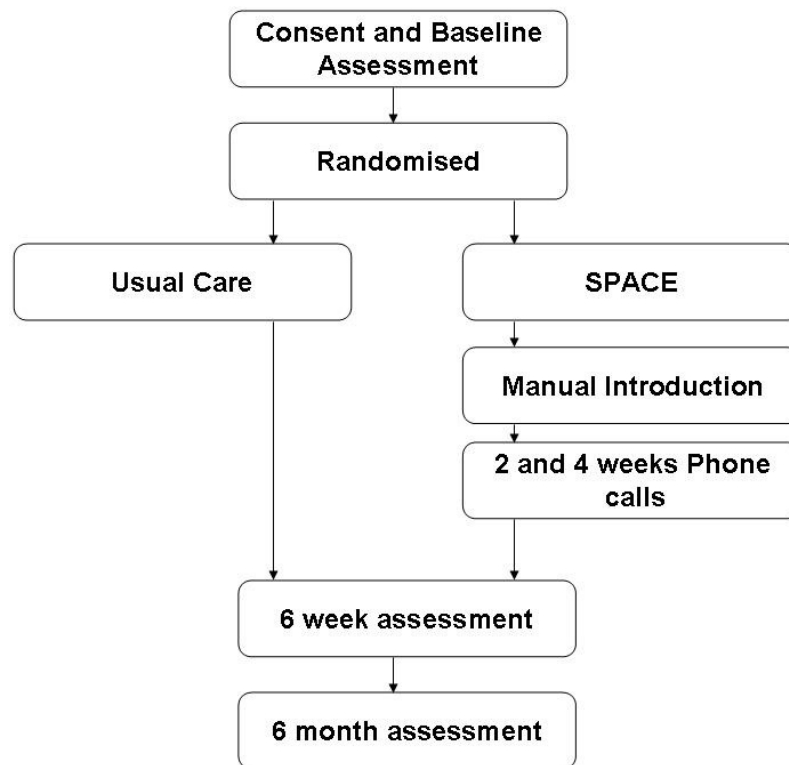 Consent and Baseline
Assessment
Randomised
Usual Care
SPACE
Manual Introduction
2 and 4 weeks Phone
calls
6 week assessment
6 month assessment